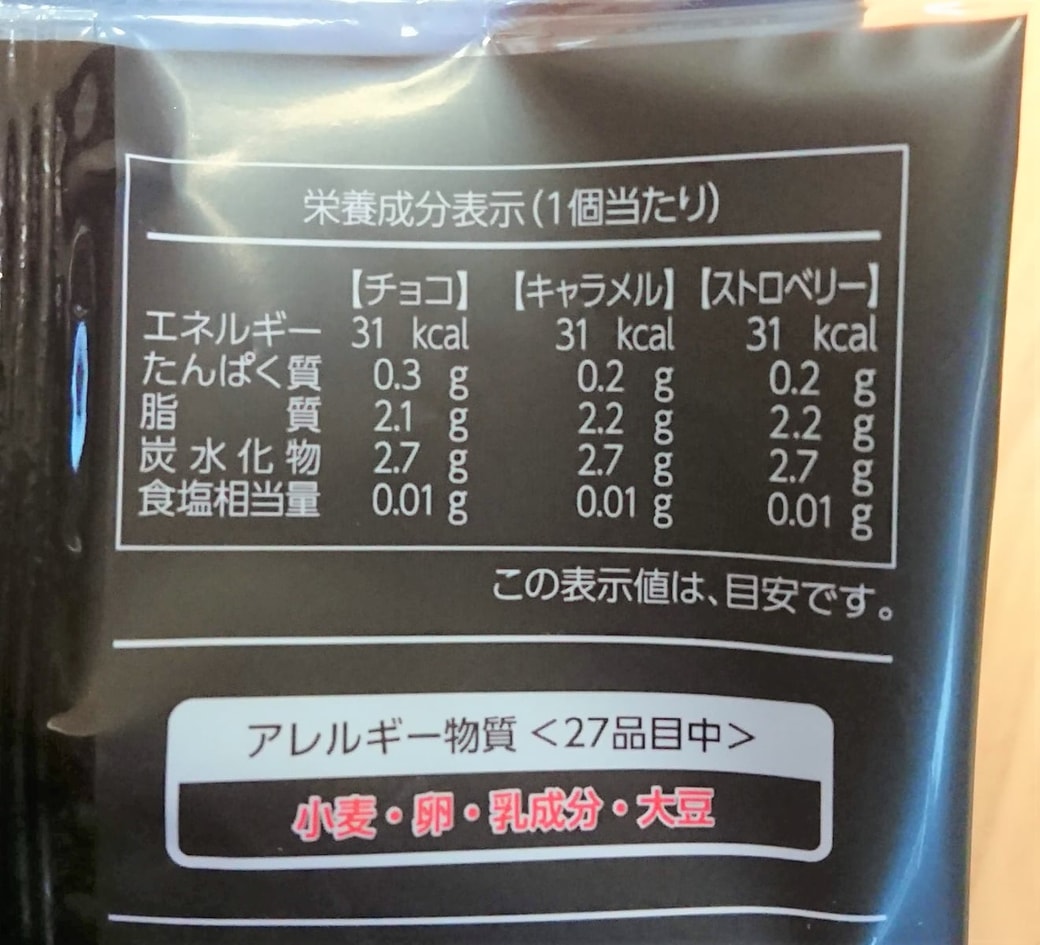 栄養成分表示(1個当たり)
【チョコ】 【キャラメル】 【ストロベリー】
エネルギー 31 kcal 31 kcal 31 kcal
たんぱく質 0.3 g 0.2 g 0.2 g
脂質 2.1 g 2.2 g 2.2 g
炭水化物 2.7 g 2.7 g 2.7 g
食塩相当量 0.01 g 0.01 g 0.01 g
この表示値は、目安です。
アレルギー物質<27品目中>
小麦・卵・乳成分・大豆